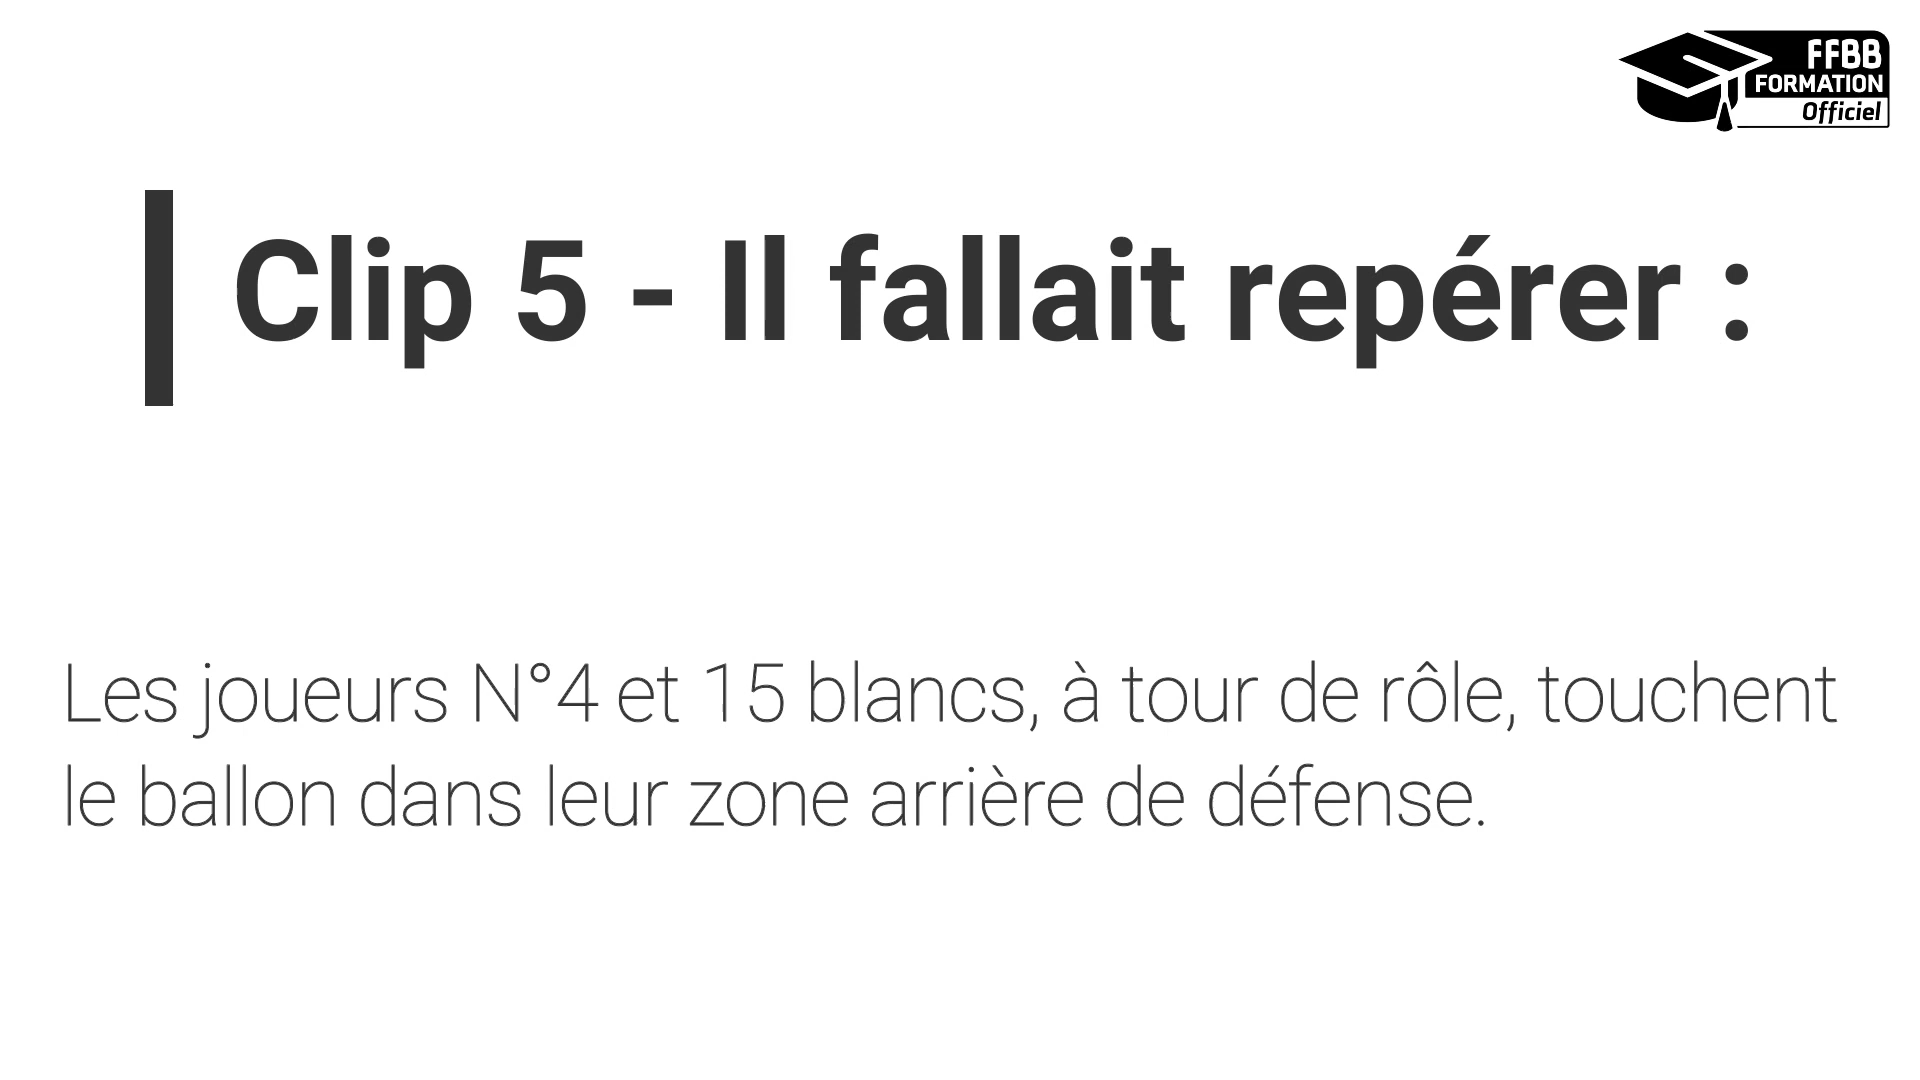 FFBB
FORMATION
Officiel
Clip 5 - Il fallait repérer :
Les joueurs N°4 et 15 blancs, à tour de rôle, touchent
le ballon dans leur zone arrière de défense.